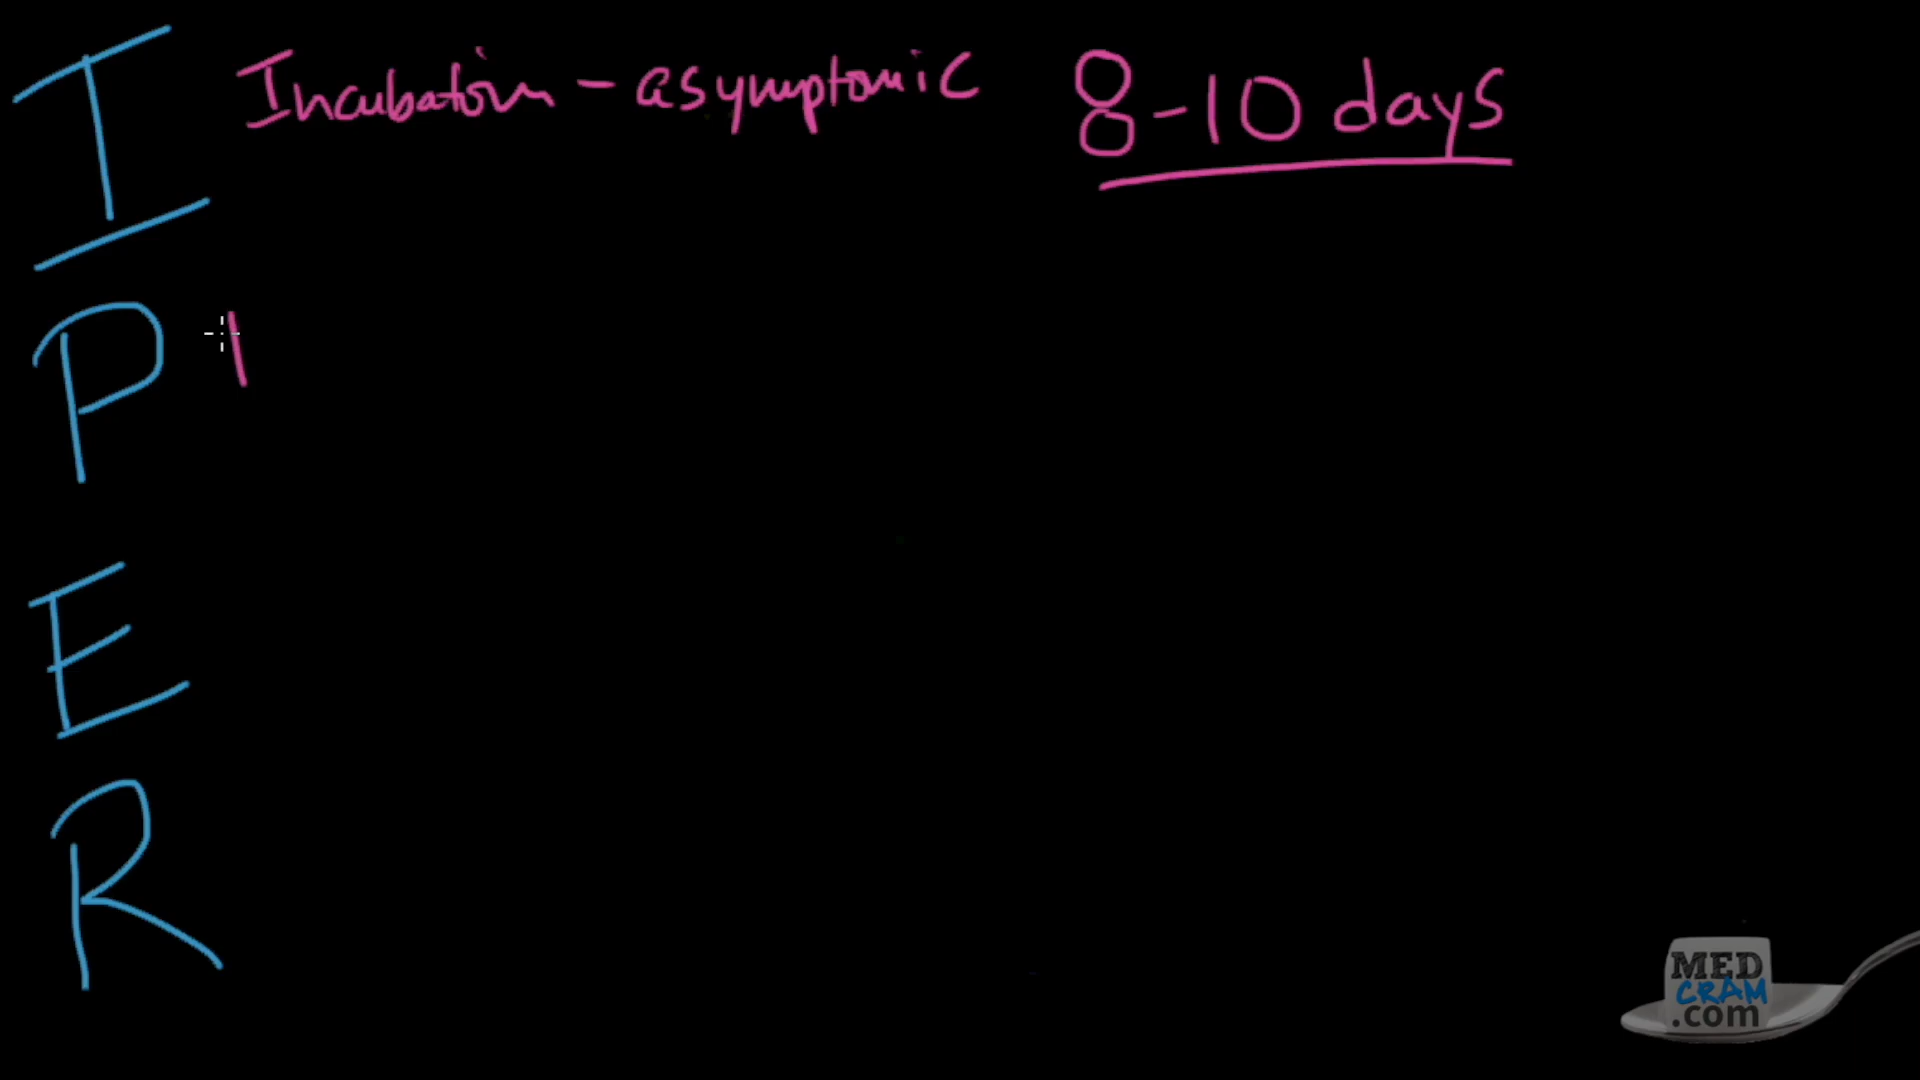 I Incubation - asymptomic 8-10 days
P
E
R
MED
CRAM
.com